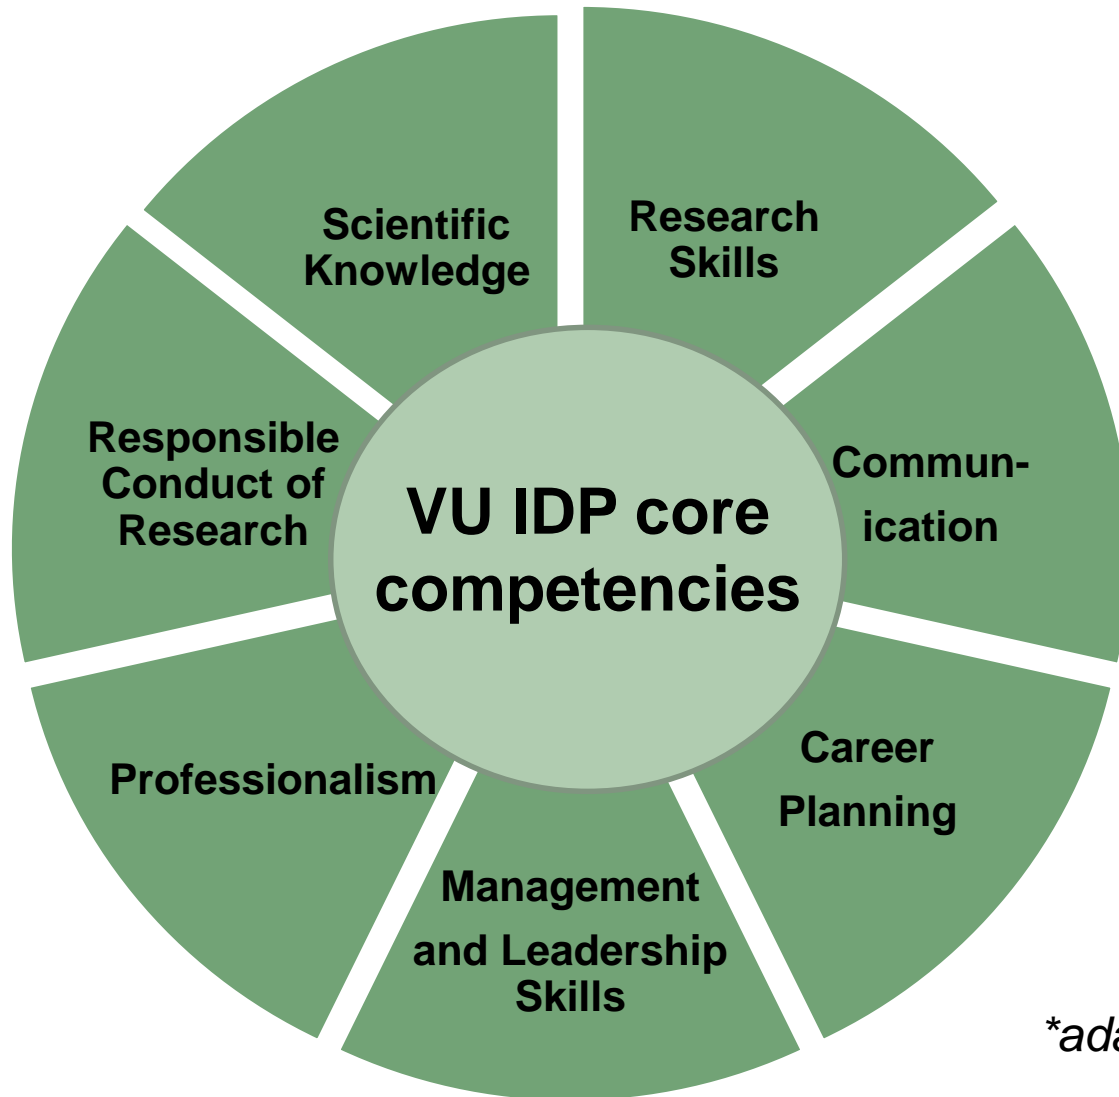 Scientific
Knowledge
Research
Skills
Responsible
Conduct of
Research
Commun-
ication
VU IDP core
competencies
Professionalism
Career
Planning
Management
and Leadership
Skills